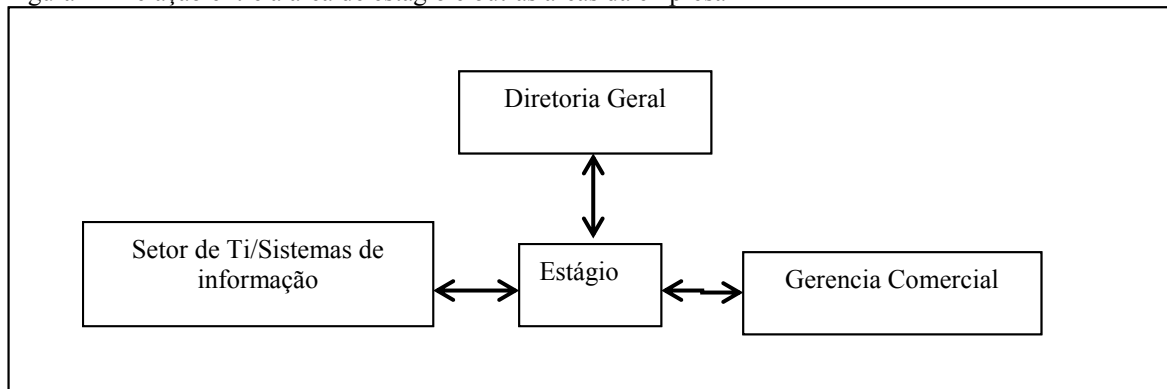 Diretoria Geral
Setor de Ti/Sistemas de
informação
Estágio
Gerencia Comercial